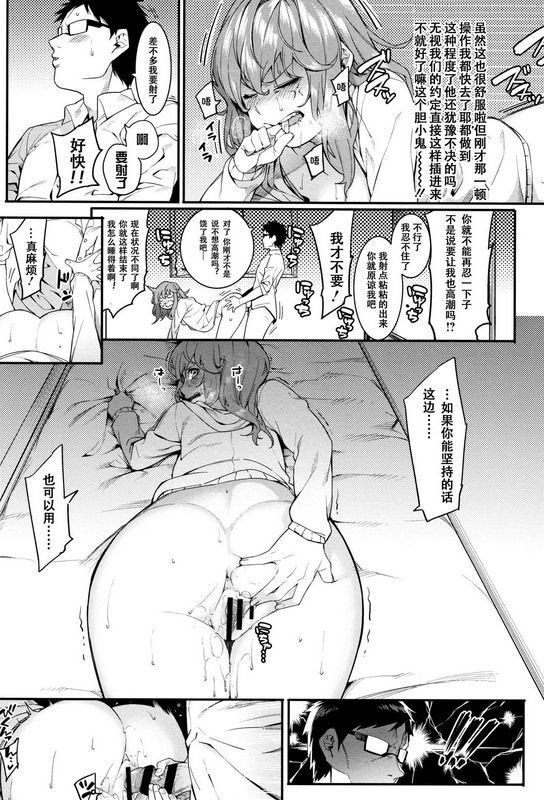 虽然这也很舒服啦但刚才那一顿
操作我都快去了耶都做到
这种程度了他还犹豫不决的吗
无视我们的约定直接这样插进来
不就好了嘛这个胆小鬼——!!
唔
唔
唔
唔
差不多我要射了
啊
要射了
好快!!
你就不能再忍一下子
不是说要让我也高潮吗!?
不行了
我忍不住了
我射点粘粘的出来
你就原谅我吧
我才不要!
对了 你刚才不是
说不想高潮吗?
饶了我吧
现在状况不同了啊
你就这样结束了
我怎么睡得着啊!
…真麻烦!
……如果你能坚持的话
这边……
也可以用……